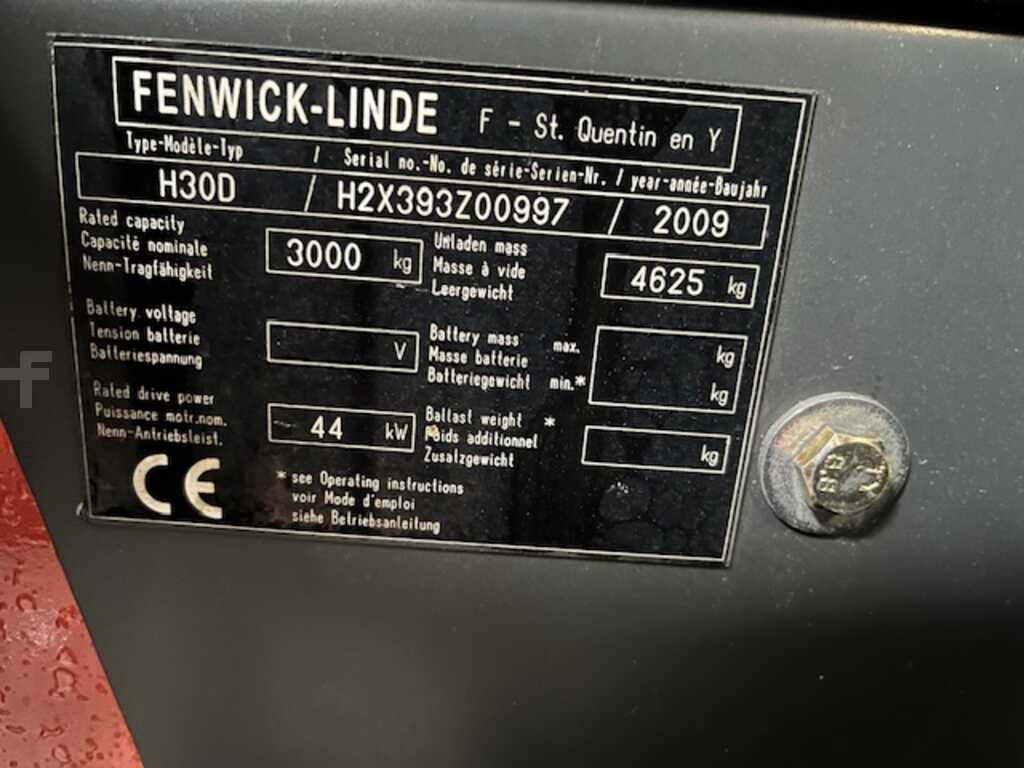 FENWICK-LINDE F - St. Quentin en Y
Type-Modèle-Typ / Serial no.-No. de série-Serien-Nr. / year-année-Baujahr
H30D / H2X393Z00997 / 2009
Rated capacity
Capacité nominale
Nenn-Tragfähigkeit
3000 kg
Unladen mass
Masse à vide
Leergewicht
4625 kg
Battery voltage
Tension batterie
Batteriespannung
V
Battery mass max.
Masse batterie
Batteriegewicht min.*
kg
kg
Rated drive power
Puissance motr.nom.
Nenn-Antriebsleist.
44 kW
Ballast weight *
Poids additionnel
Zusatzgewicht
kg
CE
* see Operating instructions
voir Mode d'emploi
siehe Betriebsanleitung
f